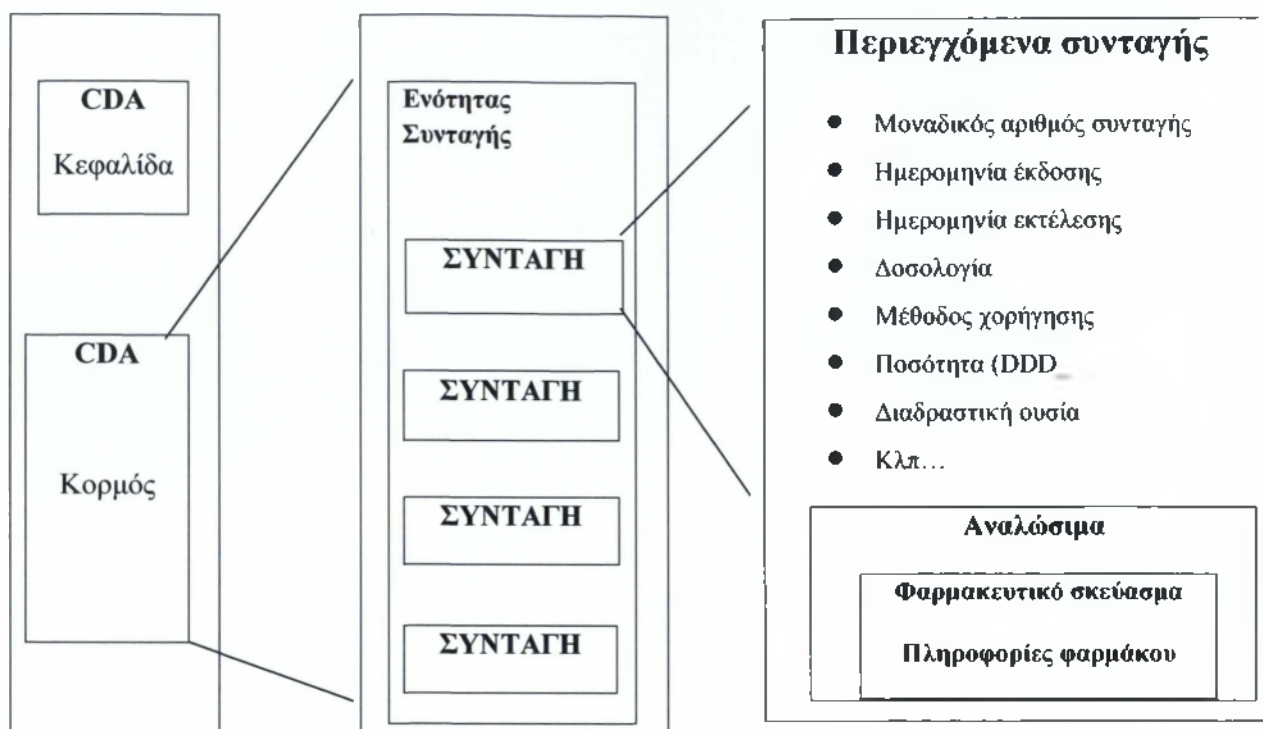 CDA
Κεφαλίδα
CDA
Κορμός
Ενότητας
Συνταγής
ΣΥΝΤΑΓΗ
ΣΥΝΤΑΓΗ
ΣΥΝΤΑΓΗ
ΣΥΝΤΑΓΗ
Περιεγχόμενα συνταγής
● Μοναδικός αριθμός συνταγής
● Ημερομηνία έκδοσης
● Ημερομηνία εκτέλεσης
● Δοσολογία
● Μέθοδος χορήγησης
● Ποσότητα (DDD
● Διαδραστική ουσία
● Κλπ...
Αναλώσιμα
Φαρμακευτικό σκεύασμα
Πληροφορίες φαρμάκου